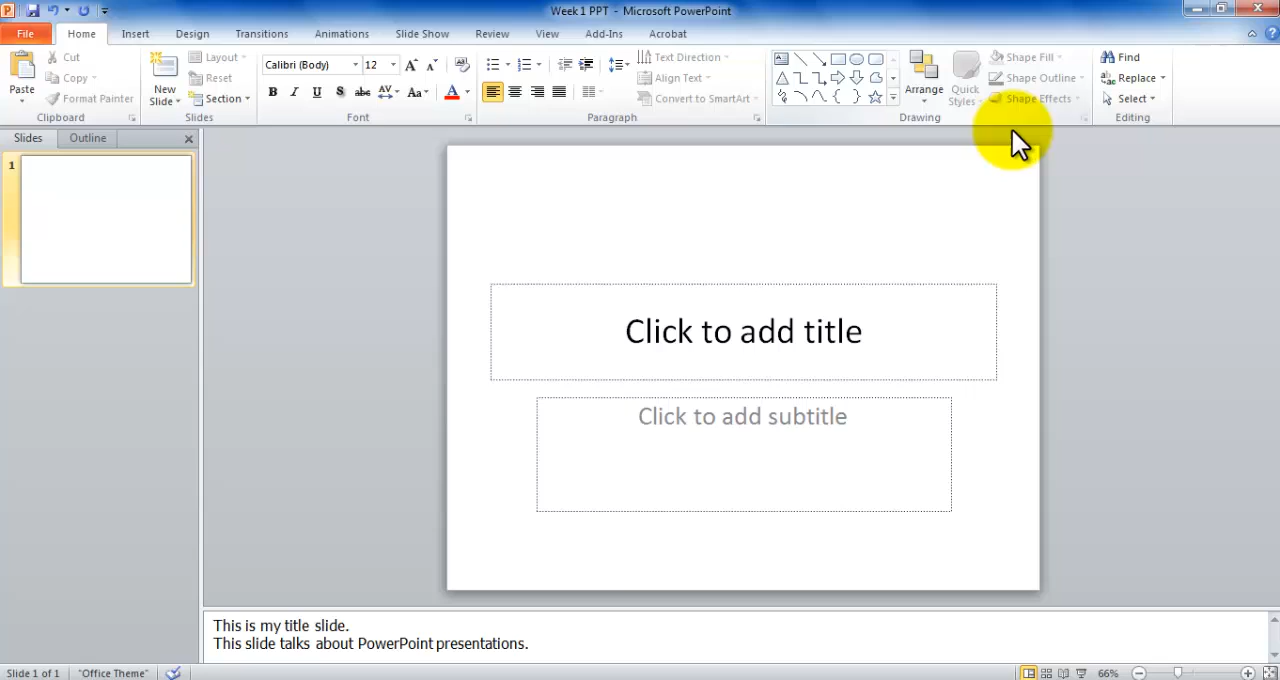 Week 1 PPT - Microsoft PowerPoint
File Home Insert Design Transitions Animations Slide Show Review View Add-Ins Acrobat
Paste
Cut
Copy
Format Painter
Clipboard
New Slide
Layout
Reset
Section
Slides
Calibri (Body) 12
B I U S abc AV Aa A
Font
Text Direction
Align Text
Convert to SmartArt
Paragraph
Arrange
Quick Styles
Shape Fill
Shape Outline
Shape Effects
Drawing
Find
Replace
Select
Editing
Slides Outline
1
Click to add title
Click to add subtitle
This is my title slide.
This slide talks about PowerPoint presentations.
Slide 1 of 1 "Office Theme" 66%